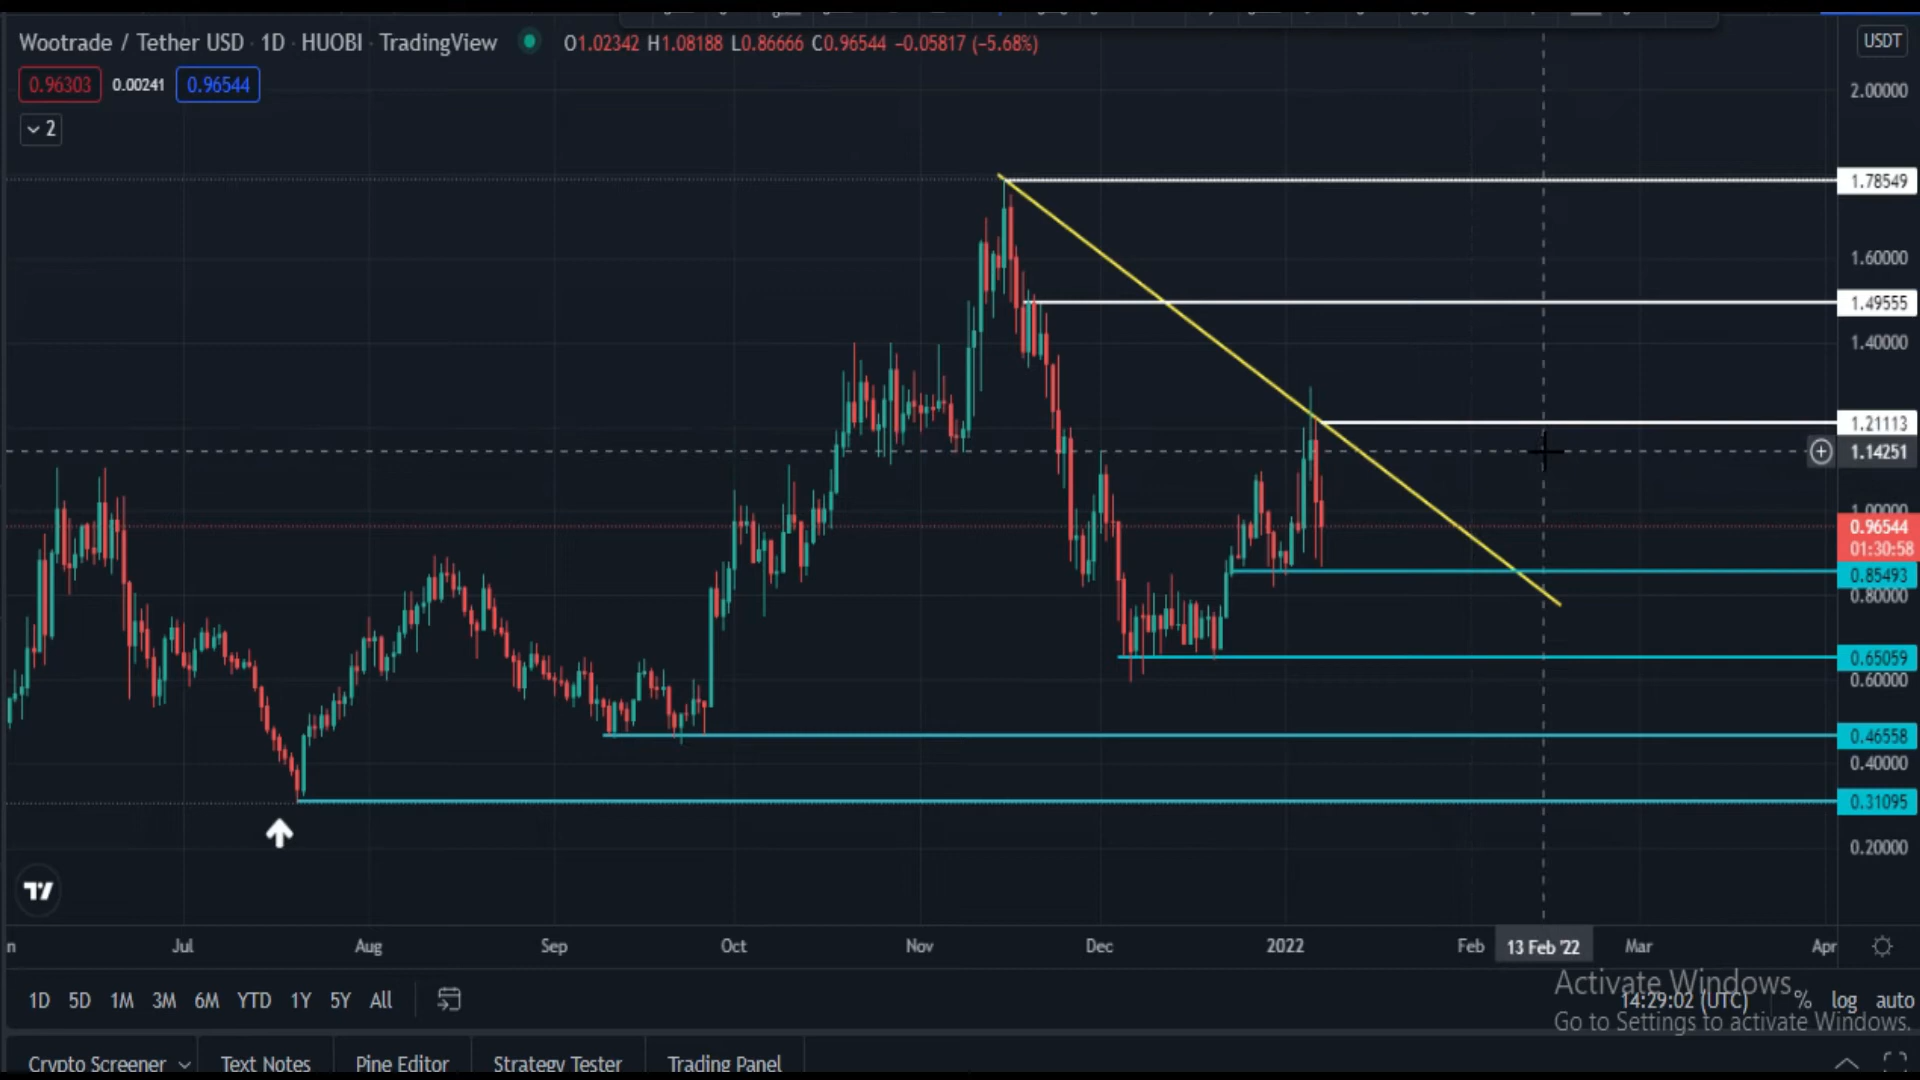 Wootrade / Tether USD · 1D · HUOBI · TradingView O1.02342 H1.08188 L0.86666 C0.96544 −0.05817 (−5.68%) USDT
0.96303 0.00241 0.96544
2
2.00000
1.78549
1.60000
1.49555
1.40000
1.21113
1.14251
1.00000
0.96544
01:30:58
0.85493
0.80000
0.65059
0.60000
0.46558
0.40000
0.31095
0.20000
n Jul Aug Sep Oct Nov Dec 2022 Feb 13 Feb '22 Mar Apr
Activate Windows
1D 5D 1M 3M 6M YTD 1Y 5Y All 14:29:02 (UTC) % log auto
Go to Settings to activate Windows.
Crypto Screener Text Notes Pine Editor Strategy Tester Trading Panel